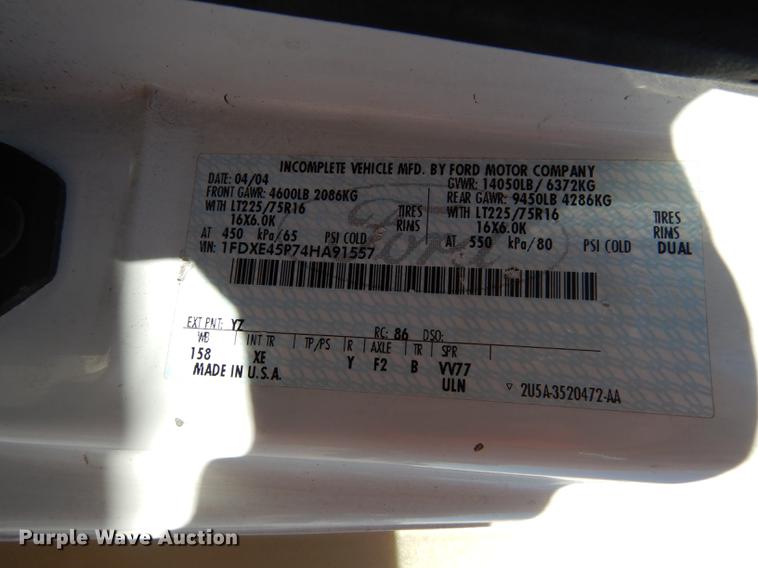 INCOMPLETE VEHICLE MFD. BY FORD MOTOR COMPANY
DATE: 04/04 GVWR: 14050LB/ 6372KG
FRONT GAWR: 4600LB 2086KG REAR GAWR: 9450LB 4286KG
WITH LT225/75R16 TIRES WITH LT225/75R16 TIRES
16X6.0K RIMS 16X6.0K RIMS
AT 450 kPa/65 PSI COLD AT 550 kPa/80 PSI COLD DUAL
VIN: 1FDXE45P74HA91557
Ford
EXT PNT: YZ RC: 86 DSO:
WB INT TR TP/PS R AXLE TR SPR
158 XE Y F2 B VV77
MADE IN U.S.A. ULN
▽ 2U5A-3520472-AA
Purple Wave Auction